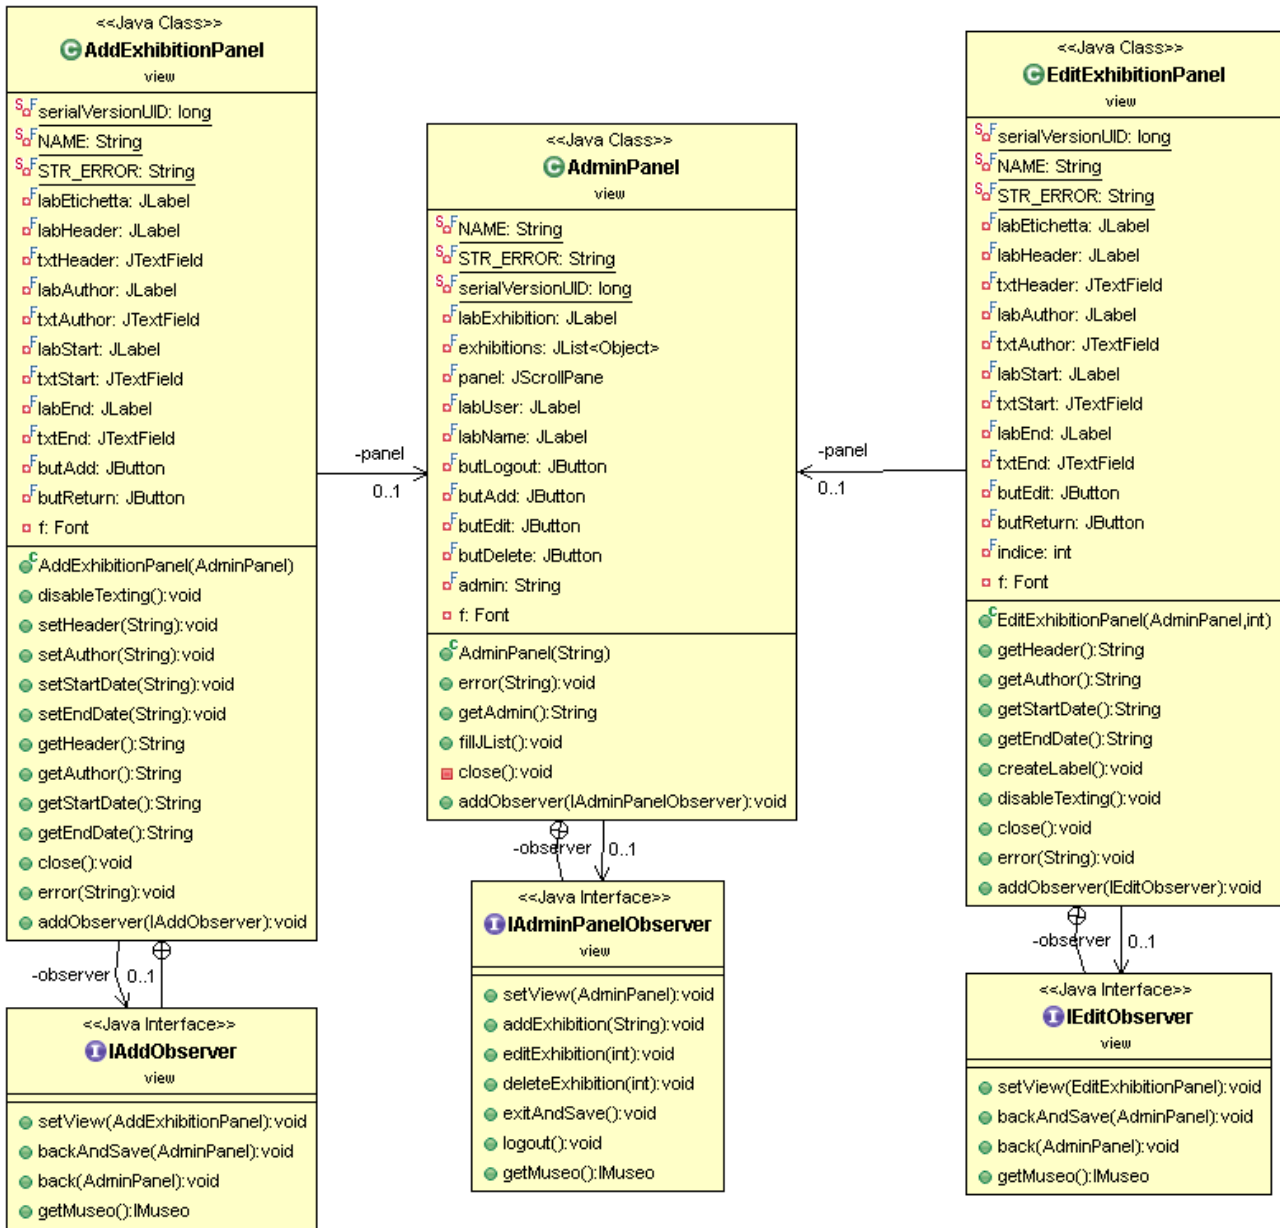 <<Java Class>>
AddExhibitionPanel
view
serialVersionUID: long
NAME: String
STR_ERROR: String
labEtichetta: JLabel
labHeader: JLabel
txtHeader: JTextField
labAuthor: JLabel
txtAuthor: JTextField
labStart: JLabel
txtStart: JTextField
labEnd: JLabel
txtEnd: JTextField
butAdd: JButton
butReturn: JButton
f: Font
AddExhibitionPanel(AdminPanel)
disableTexting():void
setHeader(String):void
setAuthor(String):void
setStartDate(String):void
setEndDate(String):void
getHeader():String
getAuthor():String
getStartDate():String
getEndDate():String
close():void
error(String):void
addObserver(IAddObserver):void
-observer
0..1
<<Java Interface>>
IAddObserver
view
setView(AddExhibitionPanel):void
backAndSave(AdminPanel):void
back(AdminPanel):void
getMuseo():IMuseo
-panel
0..1
<<Java Class>>
AdminPanel
view
NAME: String
STR_ERROR: String
serialVersionUID: long
labExhibition: JLabel
exhibitions: JList<Object>
panel: JScrollPane
labUser: JLabel
labName: JLabel
butLogout: JButton
butAdd: JButton
butEdit: JButton
butDelete: JButton
admin: String
f: Font
AdminPanel(String)
error(String):void
getAdmin():String
fillJList():void
close():void
addObserver(IAdminPanelObserver):void
-observer
0..1
<<Java Interface>>
IAdminPanelObserver
view
setView(AdminPanel):void
addExhibition(String):void
editExhibition(int):void
deleteExhibition(int):void
exitAndSave():void
logout():void
getMuseo():IMuseo
-panel
0..1
<<Java Class>>
EditExhibitionPanel
view
serialVersionUID: long
NAME: String
STR_ERROR: String
labEtichetta: JLabel
labHeader: JLabel
txtHeader: JTextField
labAuthor: JLabel
txtAuthor: JTextField
labStart: JLabel
txtStart: JTextField
labEnd: JLabel
txtEnd: JTextField
butEdit: JButton
butReturn: JButton
indice: int
f: Font
EditExhibitionPanel(AdminPanel,int)
getHeader():String
getAuthor():String
getStartDate():String
getEndDate():String
createLabel():void
disableTexting():void
close():void
error(String):void
addObserver(IEditObserver):void
-observer
0..1
<<Java Interface>>
IEditObserver
view
setView(EditExhibitionPanel):void
backAndSave(AdminPanel):void
back(AdminPanel):void
getMuseo():IMuseo